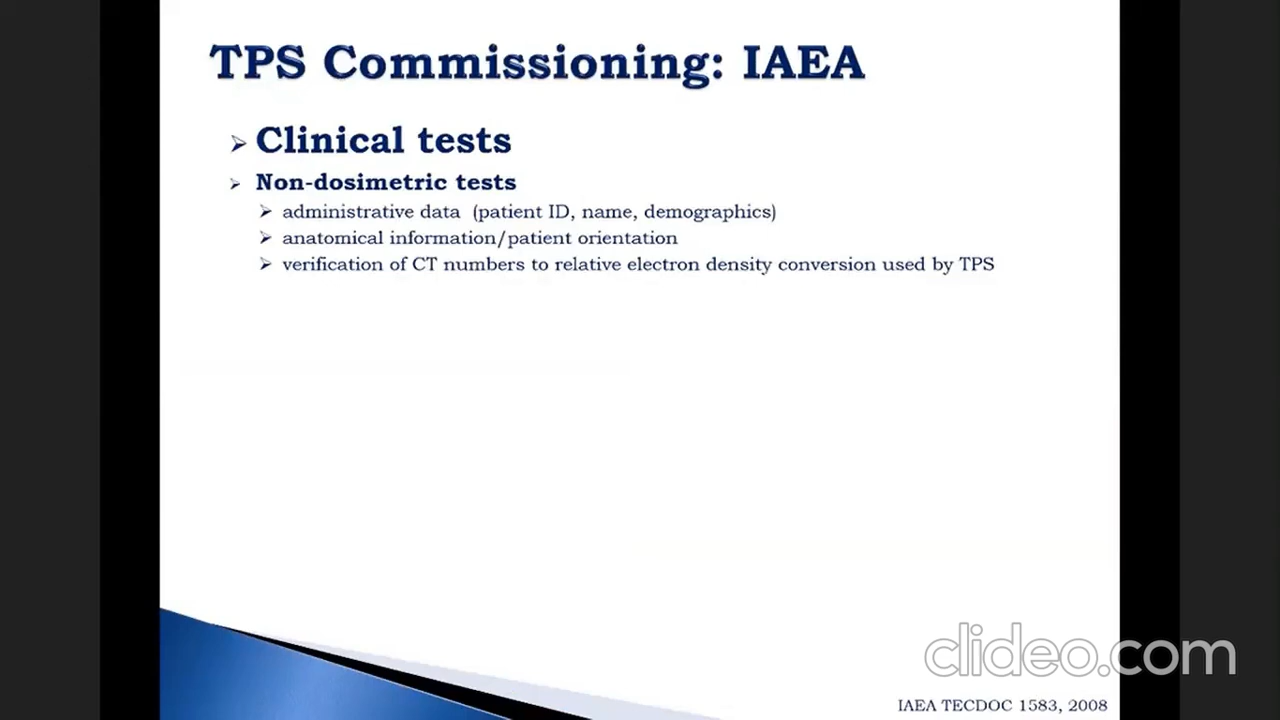 TPS Commissioning: IAEA
Clinical tests
Non-dosimetric tests
administrative data (patient ID, name, demographics)
anatomical information/patient orientation
verification of CT numbers to relative electron density conversion used by TPS
clideo.com
IAEA TECDOC 1583, 2008